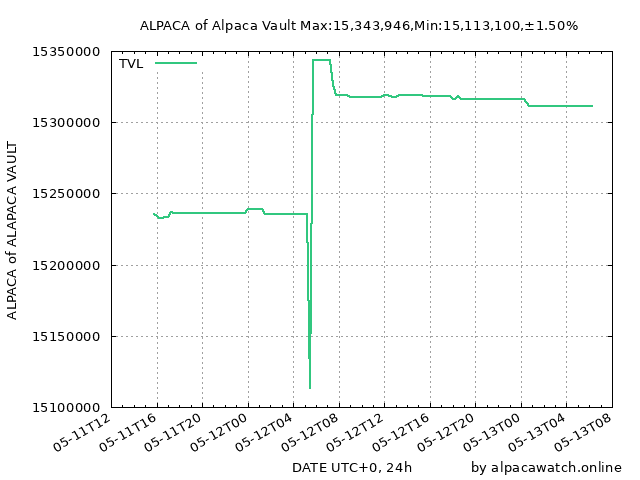 ALPACA of Alpaca Vault Max:15,343,946,Min:15,113,100,±1.50%
15350000
TVL
15300000
15250000
15200000
15150000
15100000
ALPACA of ALAPACA VAULT
05-11T12
05-11T16
05-11T20
05-12T00
05-12T04
05-12T08
05-12T12
05-12T16
05-12T20
05-13T00
05-13T04
05-13T08
DATE UTC+0, 24h
by alpacawatch.online